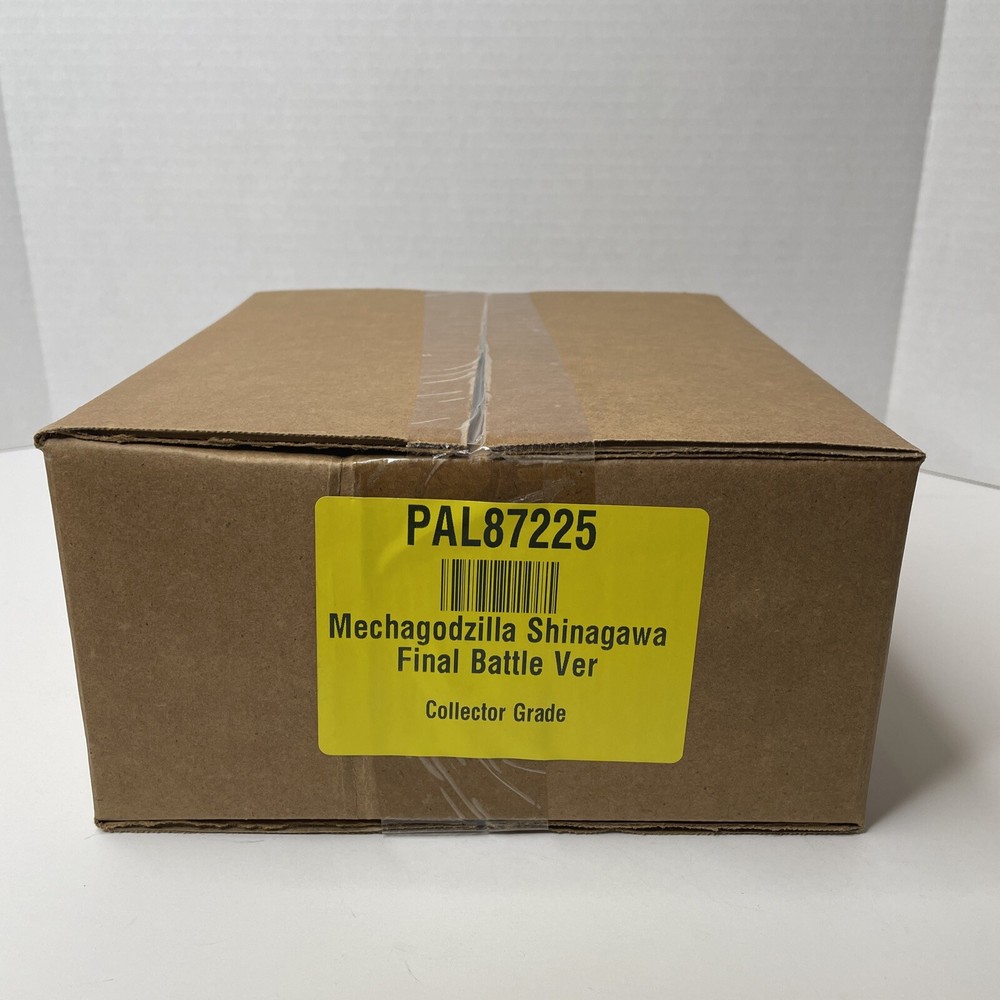 PAL87225
Mechagodzilla Shinagawa
Final Battle Ver
Collector Grade